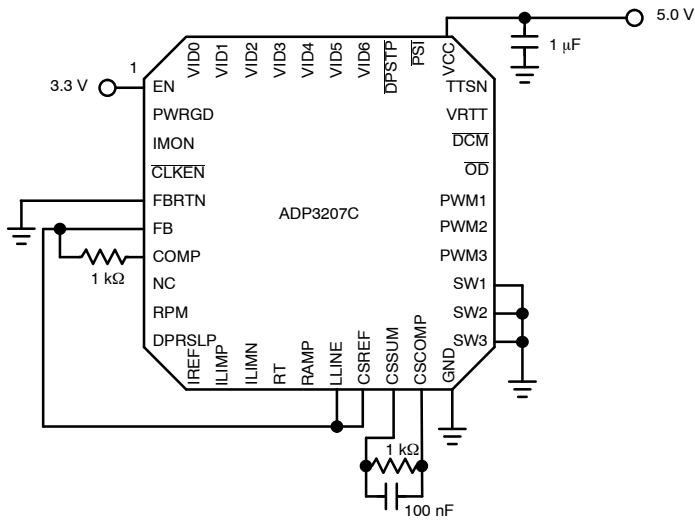 5.0 V
1 μF
3.3 V
1
VID0
VID1
VID2
VID3
VID4
VID5
VID6
DPSTP
PSI
VCC
EN
PWRGD
IMON
CLKEN
FBRTN
FB
COMP
NC
RPM
DPRSLP
1 kΩ
ADP3207C
TTSN
VRTT
DCM
OD
PWM1
PWM2
PWM3
SW1
SW2
SW3
IREF
ILIMP
ILIMN
RT
RAMP
LLINE
CSREF
CSSUM
CSCOMP
GND
1 kΩ
100 nF